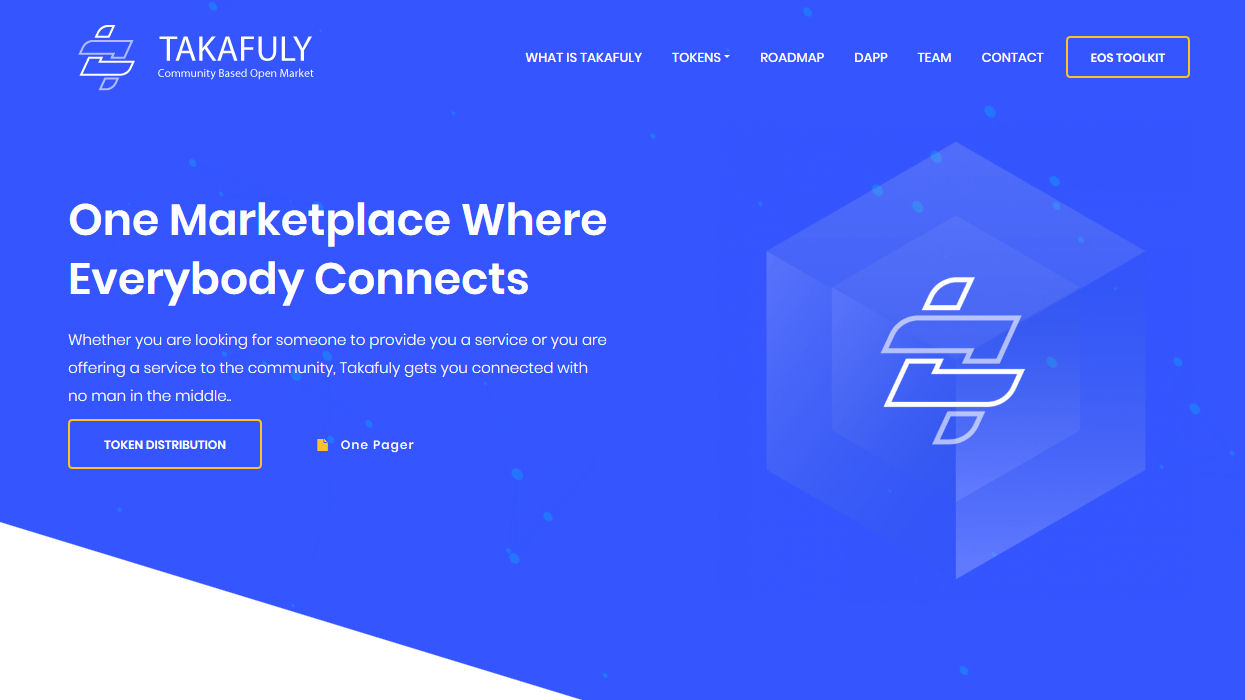 TAKAFULY
Community Based Open Market
WHAT IS TAKAFULY
TOKENS
ROADMAP
DAPP
TEAM
CONTACT
EOS TOOLKIT
One Marketplace Where
Everybody Connects
Whether you are looking for someone to provide you a service or you are
offering a service to the community, Takafuly gets you connected with
no man in the middle..
TOKEN DISTRIBUTION
One Pager